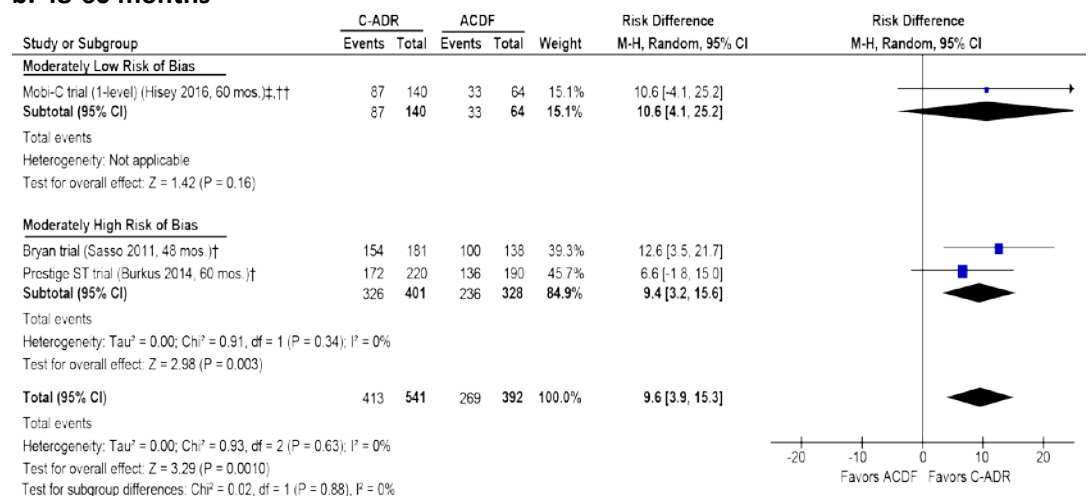 b. 48-60 months
C-ADR ACDF Risk Difference Risk Difference
Study or Subgroup Events Total Events Total Weight M-H, Random, 95% CI M-H, Random, 95% CI
Moderately Low Risk of Bias
Mobi-C trial (1-level) (Hisey 2016, 60 mos.)‡,†† 87 140 33 64 15.1% 10.6 [-4.1, 25.2]
Subtotal (95% CI) 87 140 33 64 15.1% 10.6 [4.1, 25.2]
Total events
Heterogeneity: Not applicable
Test for overall effect: Z = 1.42 (P = 0.16)
Moderately High Risk of Bias
Bryan trial (Sasso 2011, 48 mos.)† 154 181 100 138 39.3% 12.6 [3.5, 21.7]
Prestige ST trial (Burkus 2014, 60 mos.)† 172 220 136 190 45.7% 6.6 [-1.8, 15.0]
Subtotal (95% CI) 326 401 236 328 84.9% 9.4 [3.2, 15.6]
Total events
Heterogeneity: Tau² = 0.00; Chi² = 0.91, df = 1 (P = 0.34); I² = 0%
Test for overall effect: Z = 2.98 (P = 0.003)
Total (95% CI) 413 541 269 392 100.0% 9.6 [3.9, 15.3]
Total events
Heterogeneity: Tau² = 0.00; Chi² = 0.93, df = 2 (P = 0.63); I² = 0%
Test for overall effect: Z = 3.29 (P = 0.0010)
Test for subgroup differences: Chi² = 0.02, df = 1 (P = 0.88), I² = 0%
-20 -10 0 10 20
Favors ACDF Favors C-ADR